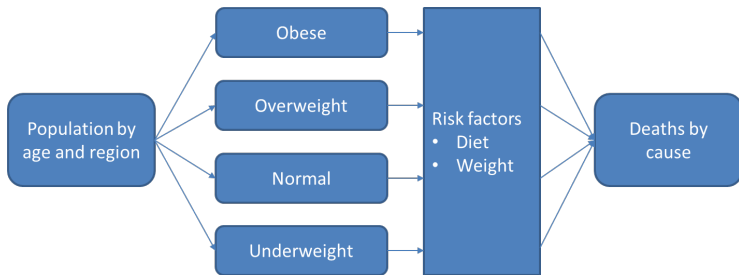 Population by
age and region
Obese
Overweight
Normal
Underweight
Risk factors
• Diet
• Weight
Deaths by
cause